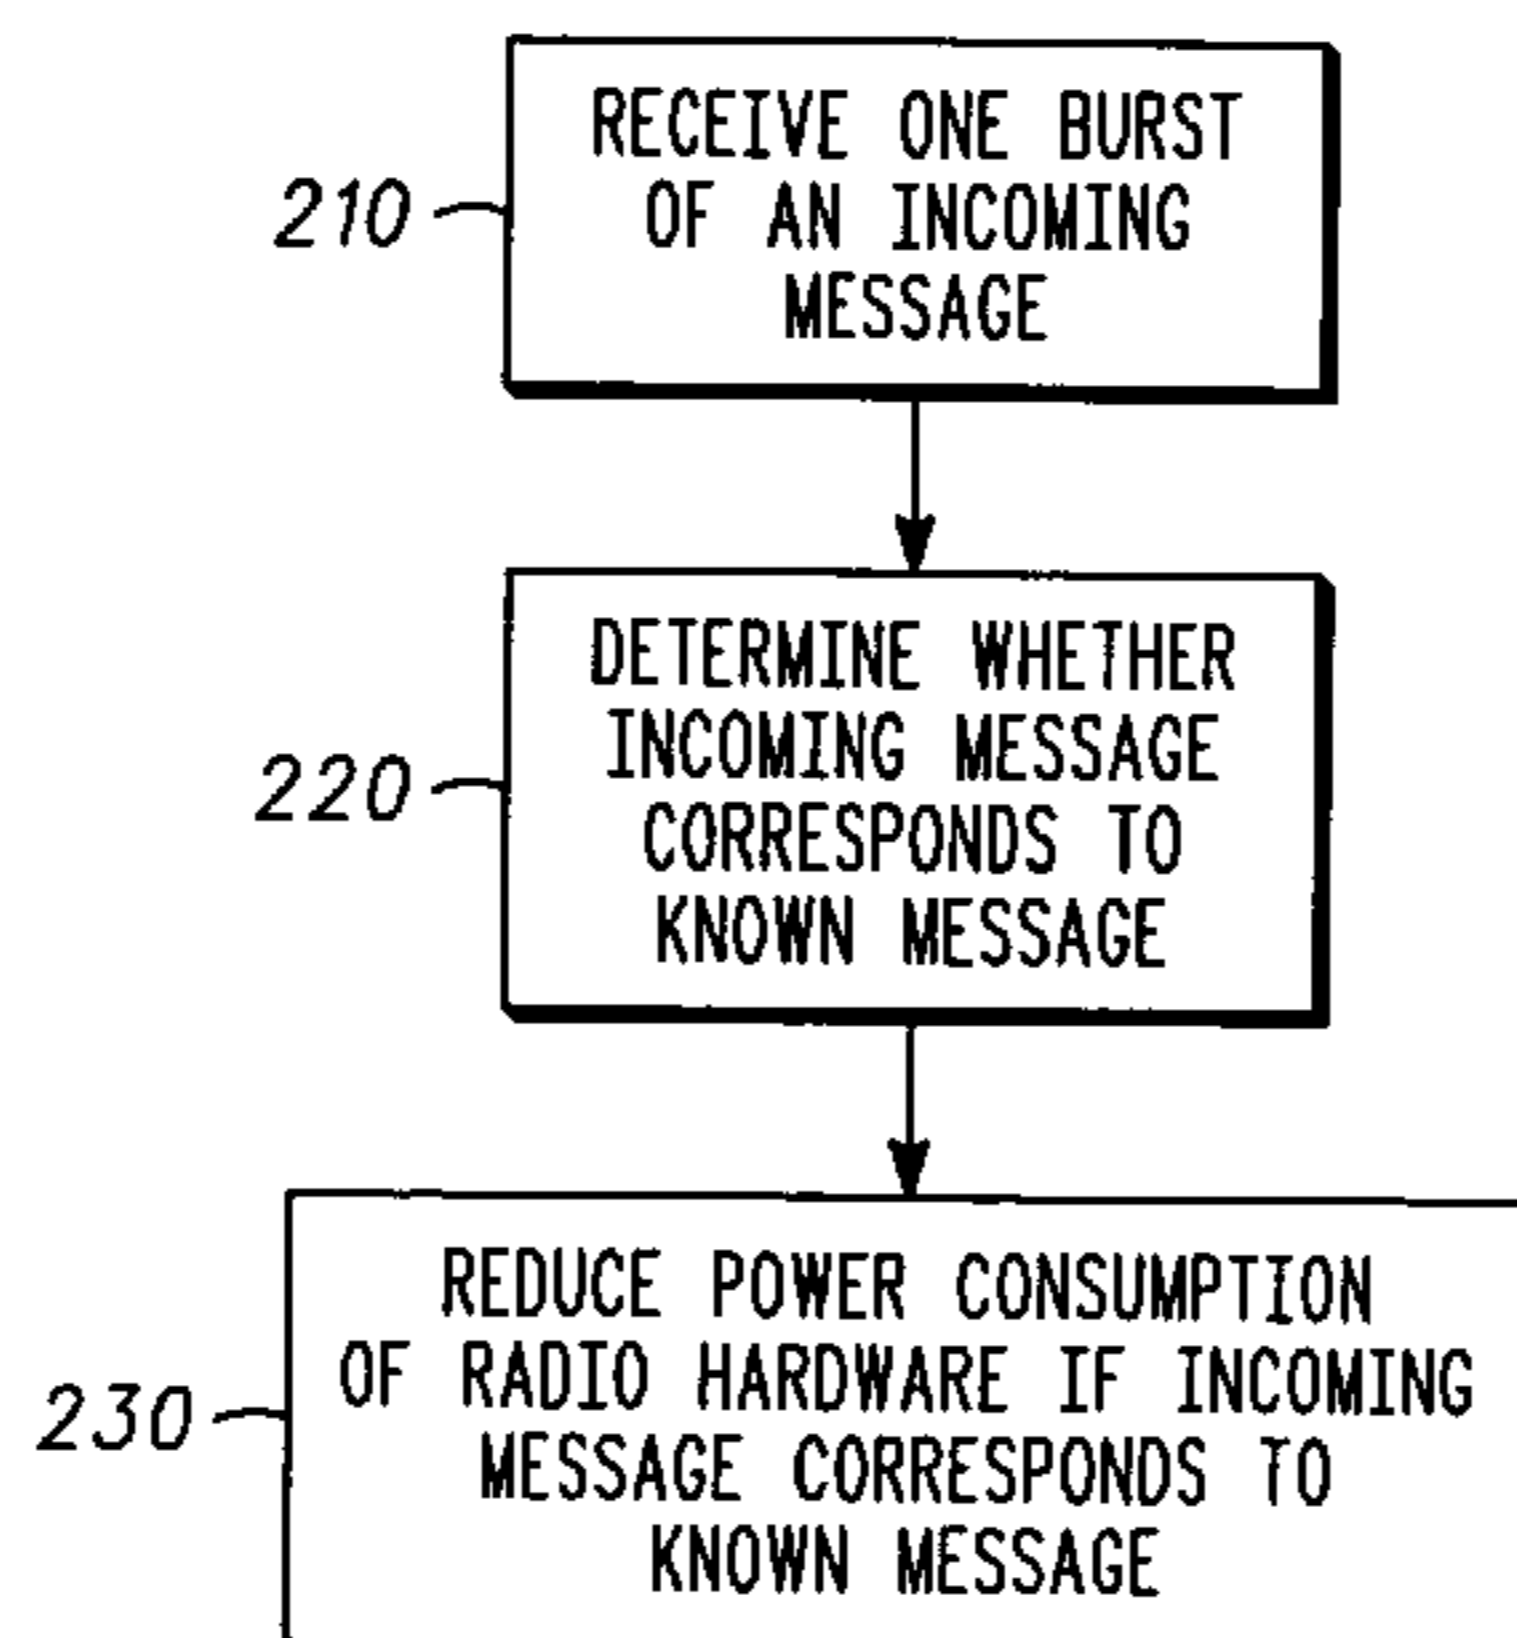 RECEIVE ONE BURST
OF AN INCOMING
MESSAGE
210
DETERMINE WHETHER
INCOMING MESSAGE
CORRESPONDS TO
KNOWN MESSAGE
220
REDUCE POWER CONSUMPTION
OF RADIO HARDWARE IF INCOMING
MESSAGE CORRESPONDS TO
KNOWN MESSAGE
230